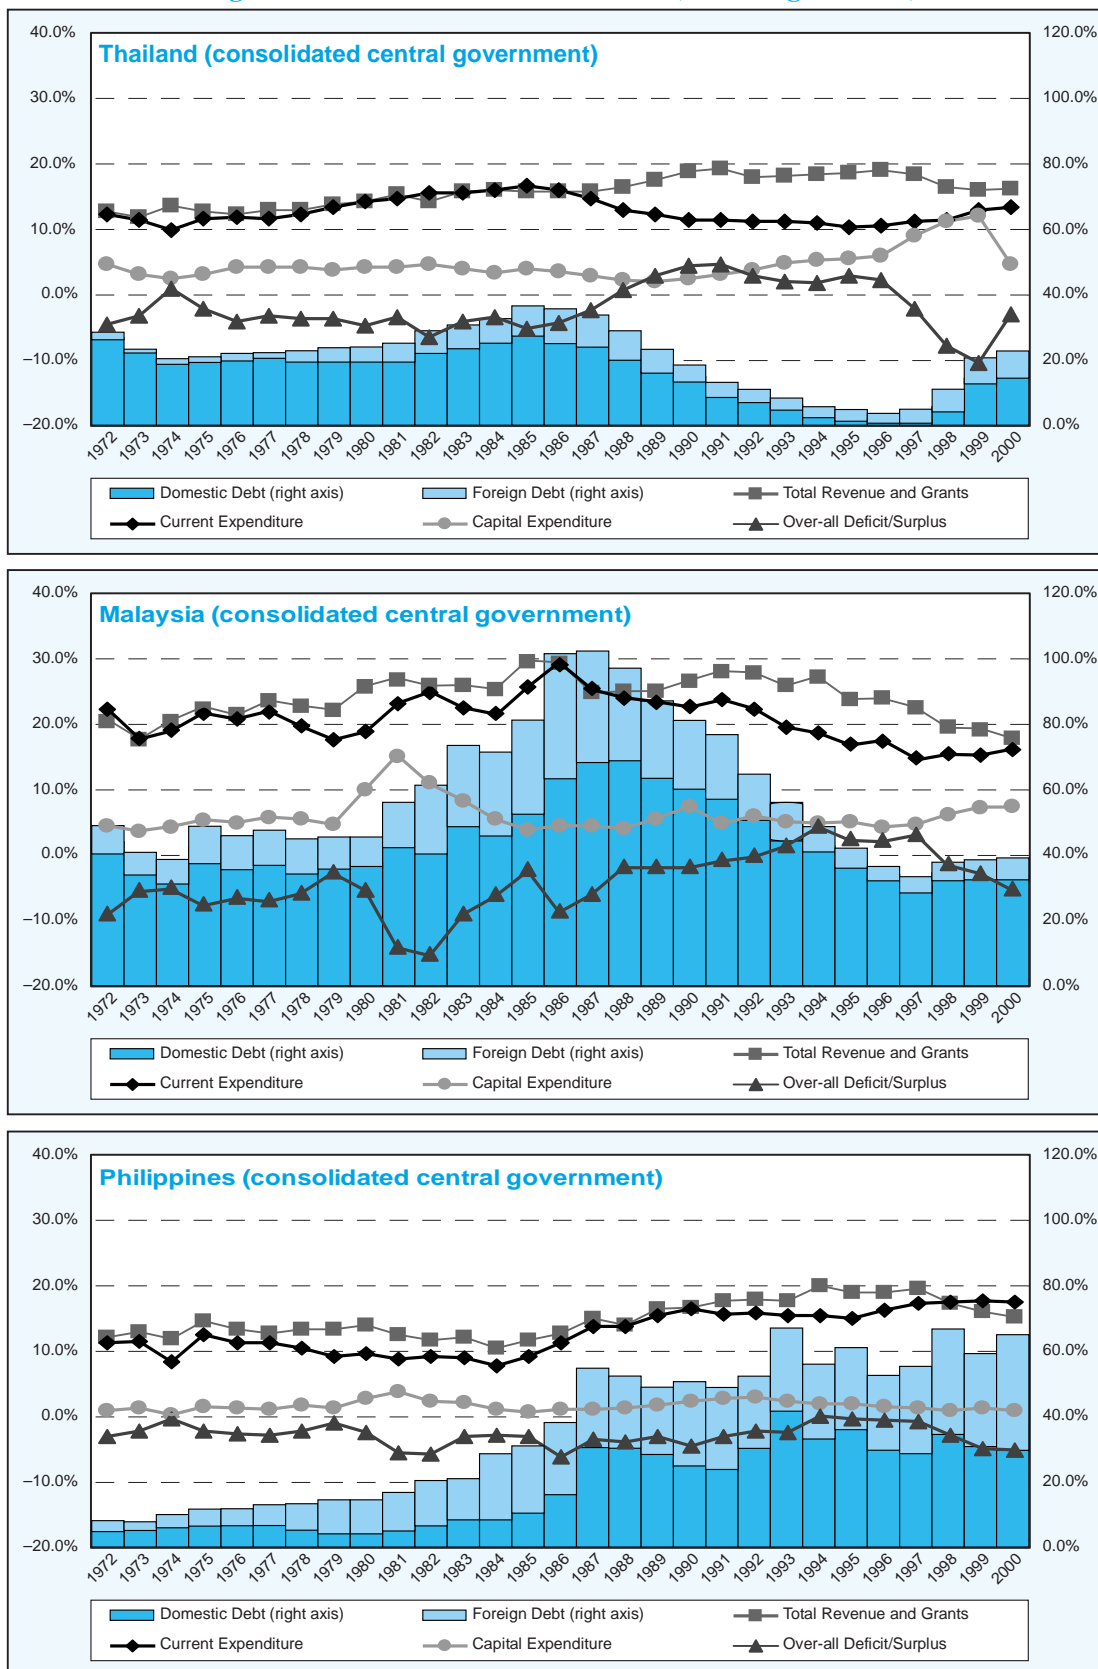 40.0% 120.0%
Thailand (consolidated central government)
30.0% 100.0%
20.0% 80.0%
10.0% 60.0%
0.0% 40.0%
–10.0% 20.0%
–20.0% 0.0%
1972 1973 1974 1975 1976 1977 1978 1979 1980 1981 1982 1983 1984 1985 1986 1987 1988 1989 1990 1991 1992 1993 1994 1995 1996 1997 1998 1999 2000
Domestic Debt (right axis) Foreign Debt (right axis) Total Revenue and Grants
Current Expenditure Capital Expenditure Over-all Deficit/Surplus
40.0% 120.0%
Malaysia (consolidated central government)
30.0% 100.0%
20.0% 80.0%
10.0% 60.0%
0.0% 40.0%
–10.0% 20.0%
–20.0% 0.0%
1972 1973 1974 1975 1976 1977 1978 1979 1980 1981 1982 1983 1984 1985 1986 1987 1988 1989 1990 1991 1992 1993 1994 1995 1996 1997 1998 1999 2000
Domestic Debt (right axis) Foreign Debt (right axis) Total Revenue and Grants
Current Expenditure Capital Expenditure Over-all Deficit/Surplus
40.0% 120.0%
Philippines (consolidated central government)
30.0% 100.0%
20.0% 80.0%
10.0% 60.0%
0.0% 40.0%
–10.0% 20.0%
–20.0% 0.0%
1972 1973 1974 1975 1976 1977 1978 1979 1980 1981 1982 1983 1984 1985 1986 1987 1988 1989 1990 1991 1992 1993 1994 1995 1996 1997 1998 1999 2000
Domestic Debt (right axis) Foreign Debt (right axis) Total Revenue and Grants
Current Expenditure Capital Expenditure Over-all Deficit/Surplus